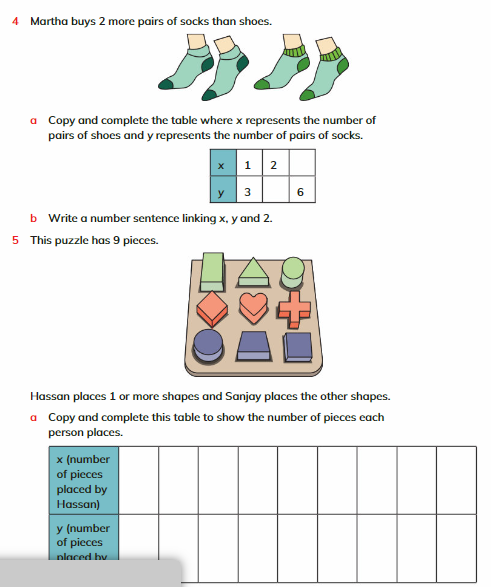 4 Martha buys 2 more pairs of socks than shoes.
a Copy and complete the table where x represents the number of
pairs of shoes and y represents the number of pairs of socks.
x 1 2
y 3 6
b Write a number sentence linking x, y and 2.
5 This puzzle has 9 pieces.
Hassan places 1 or more shapes and Sanjay places the other shapes.
a Copy and complete this table to show the number of pieces each
person places.
x (number
of pieces
placed by
Hassan)
y (number
of pieces
placed by